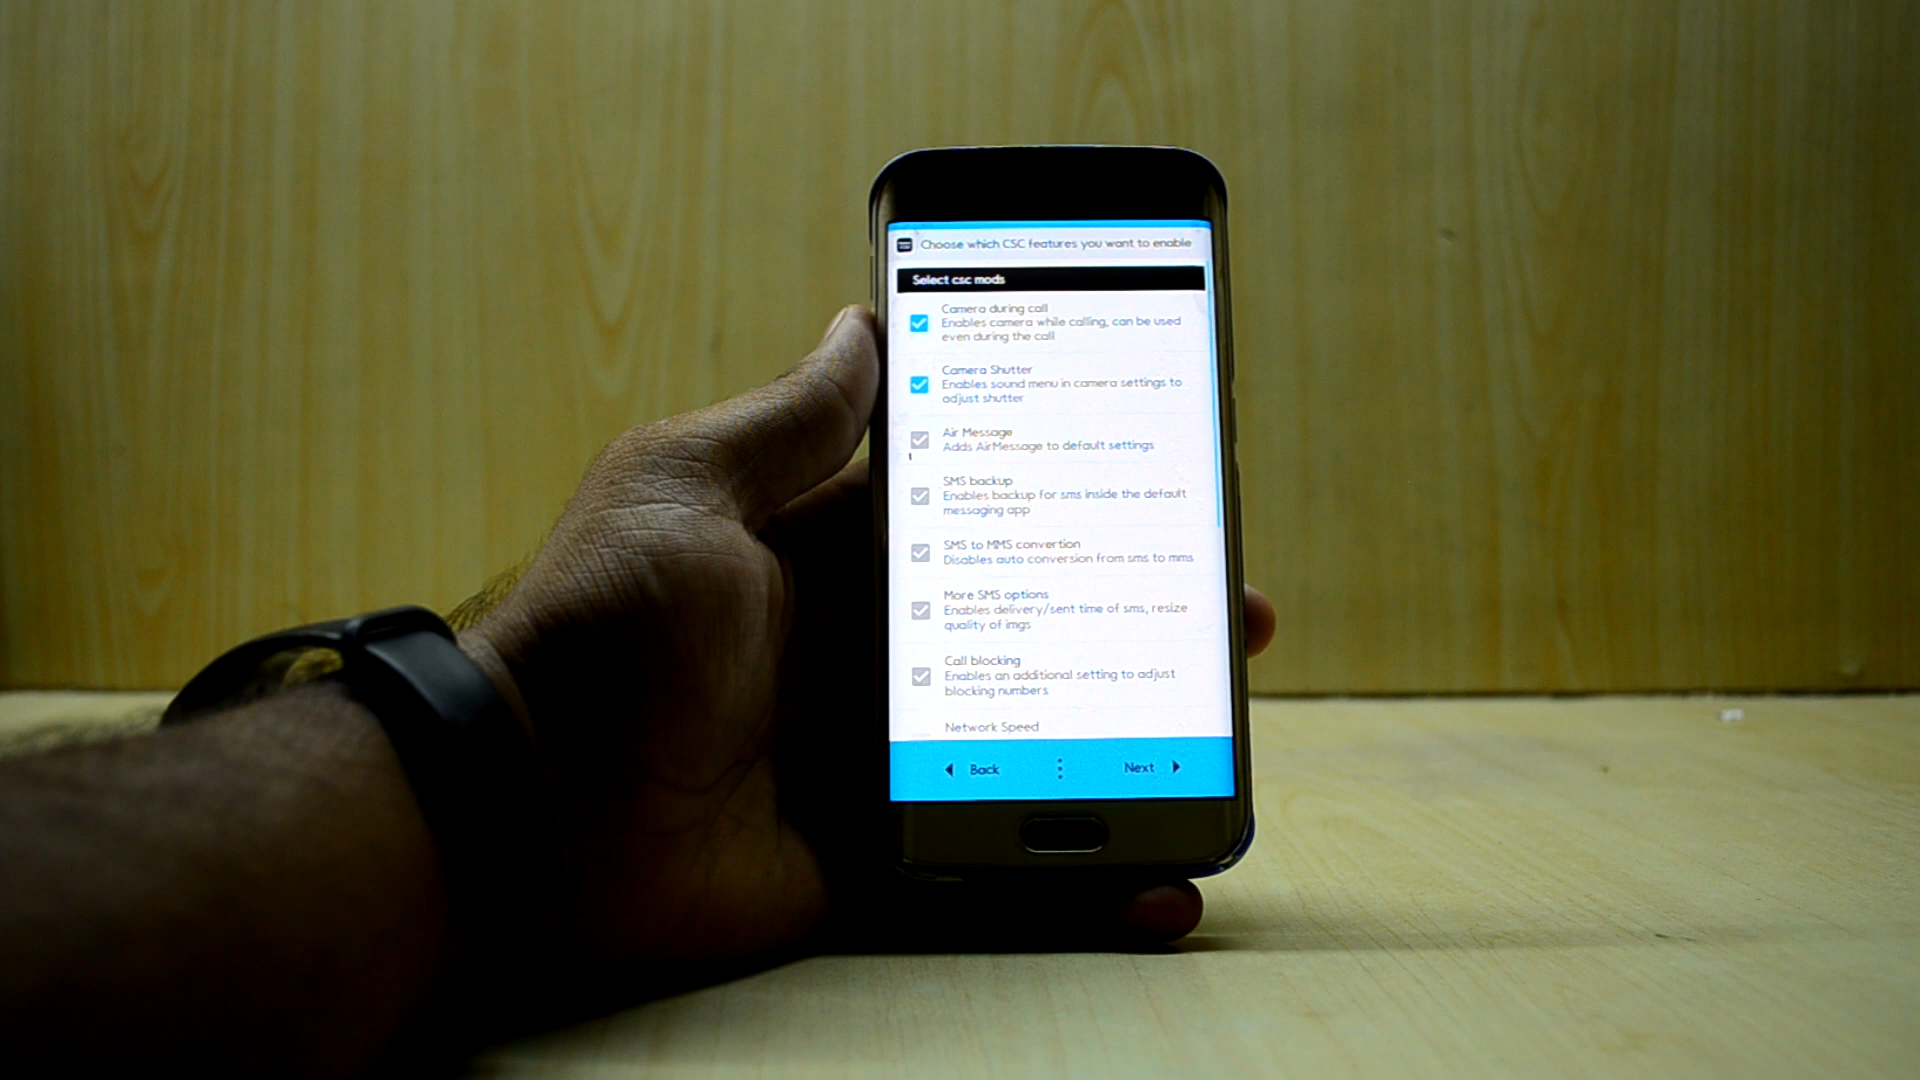 Choose which CSC features you want to enable
Select csc mods
Camera during call
Enables camera while calling, can be used
even during the call
Camera Shutter
Enables sound menu in camera settings to
adjust shutter
Air Message
Adds AirMessage to default settings
SMS backup
Enables backup for sms inside the default
messaging app
SMS to MMS convertion
Disables auto conversion from sms to mms
More SMS options
Enables delivery/sent time of sms, resize
quality of imgs
Call blocking
Enables an additional setting to adjust
blocking numbers
Network Speed
Back
Next